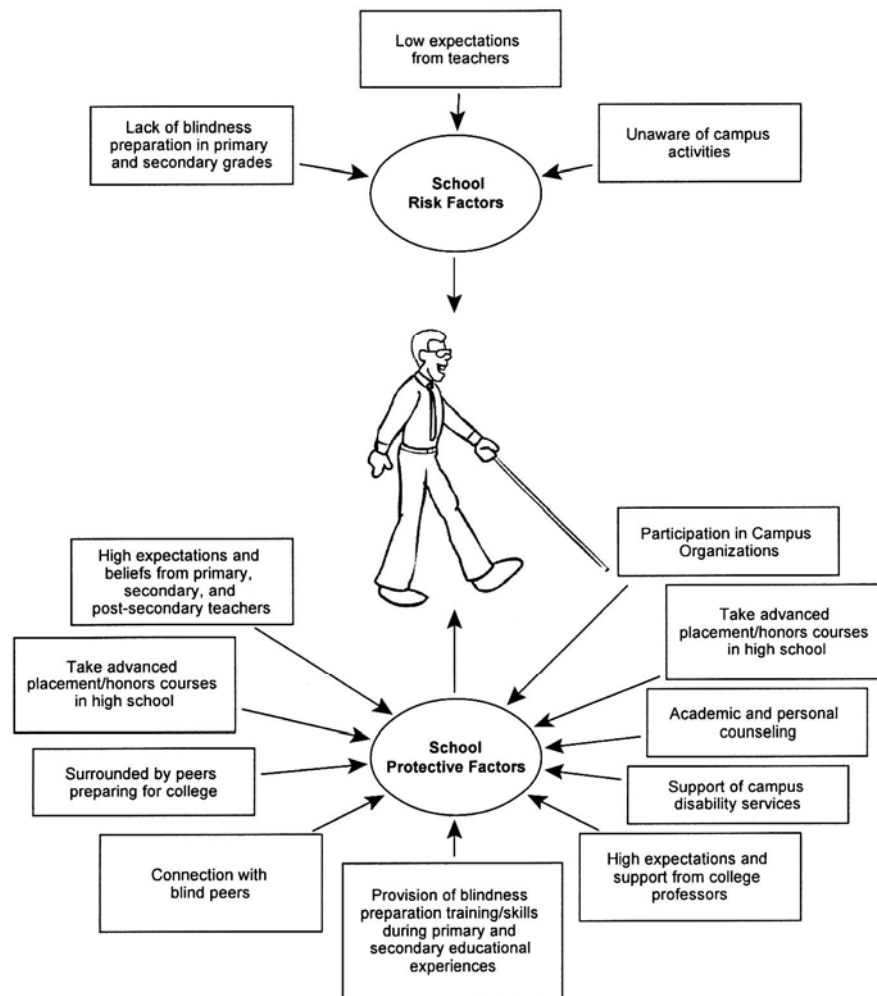 Low expectations
from teachers
Lack of blindness
preparation in primary
and secondary grades
Unaware of campus
activities
School
Risk Factors
Participation in Campus
Organizations
High expectations and
beliefs from primary,
secondary, and
post-secondary teachers
Take advanced
placement/honors courses
in high school
Take advanced
placement/honors courses
in high school
School
Protective Factors
Academic and personal
counseling
Surrounded by peers
preparing for college
Support of campus
disability services
Connection with
blind peers
High expectations and
support from college
professors
Provision of blindness
preparation training/skills
during primary and
secondary educational
experiences